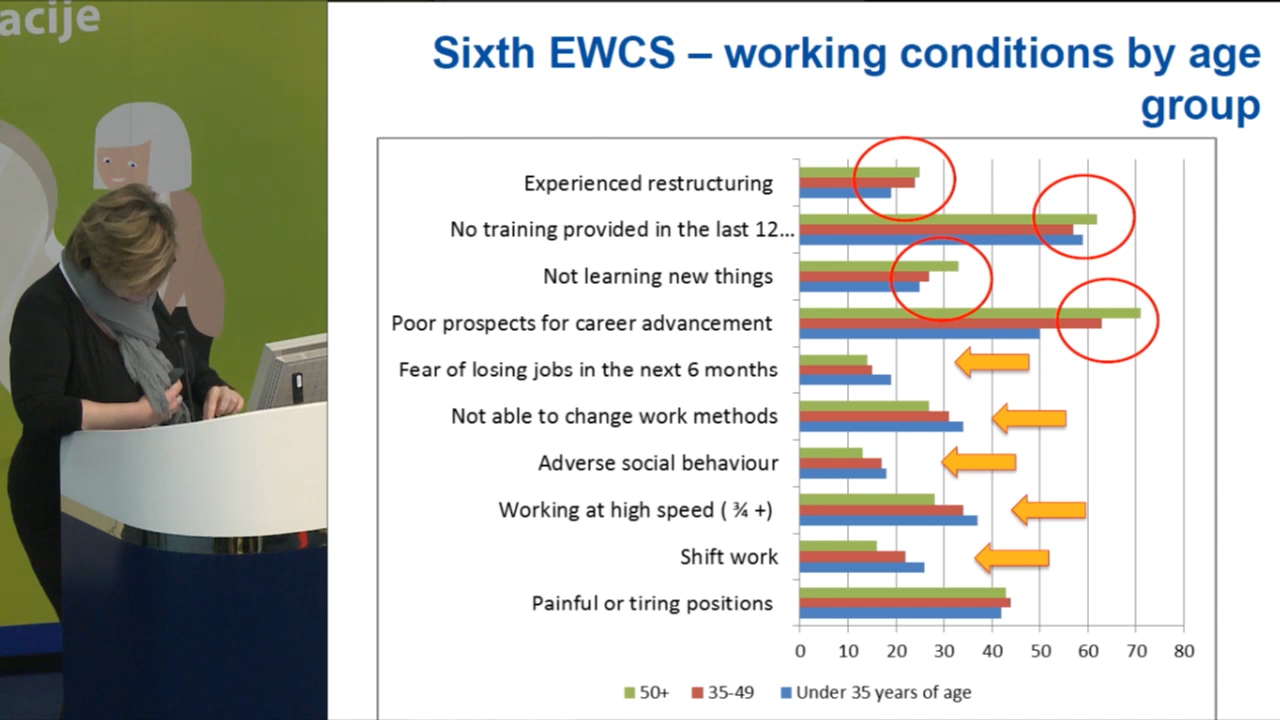 acije
Sixth EWCS – working conditions by age
group
Experienced restructuring
No training provided in the last 12...
Not learning new things
Poor prospects for career advancement
Fear of losing jobs in the next 6 months
Not able to change work methods
Adverse social behaviour
Working at high speed ( ¾ +)
Shift work
Painful or tiring positions
0 10 20 30 40 50 60 70 80
50+ 35-49 Under 35 years of age